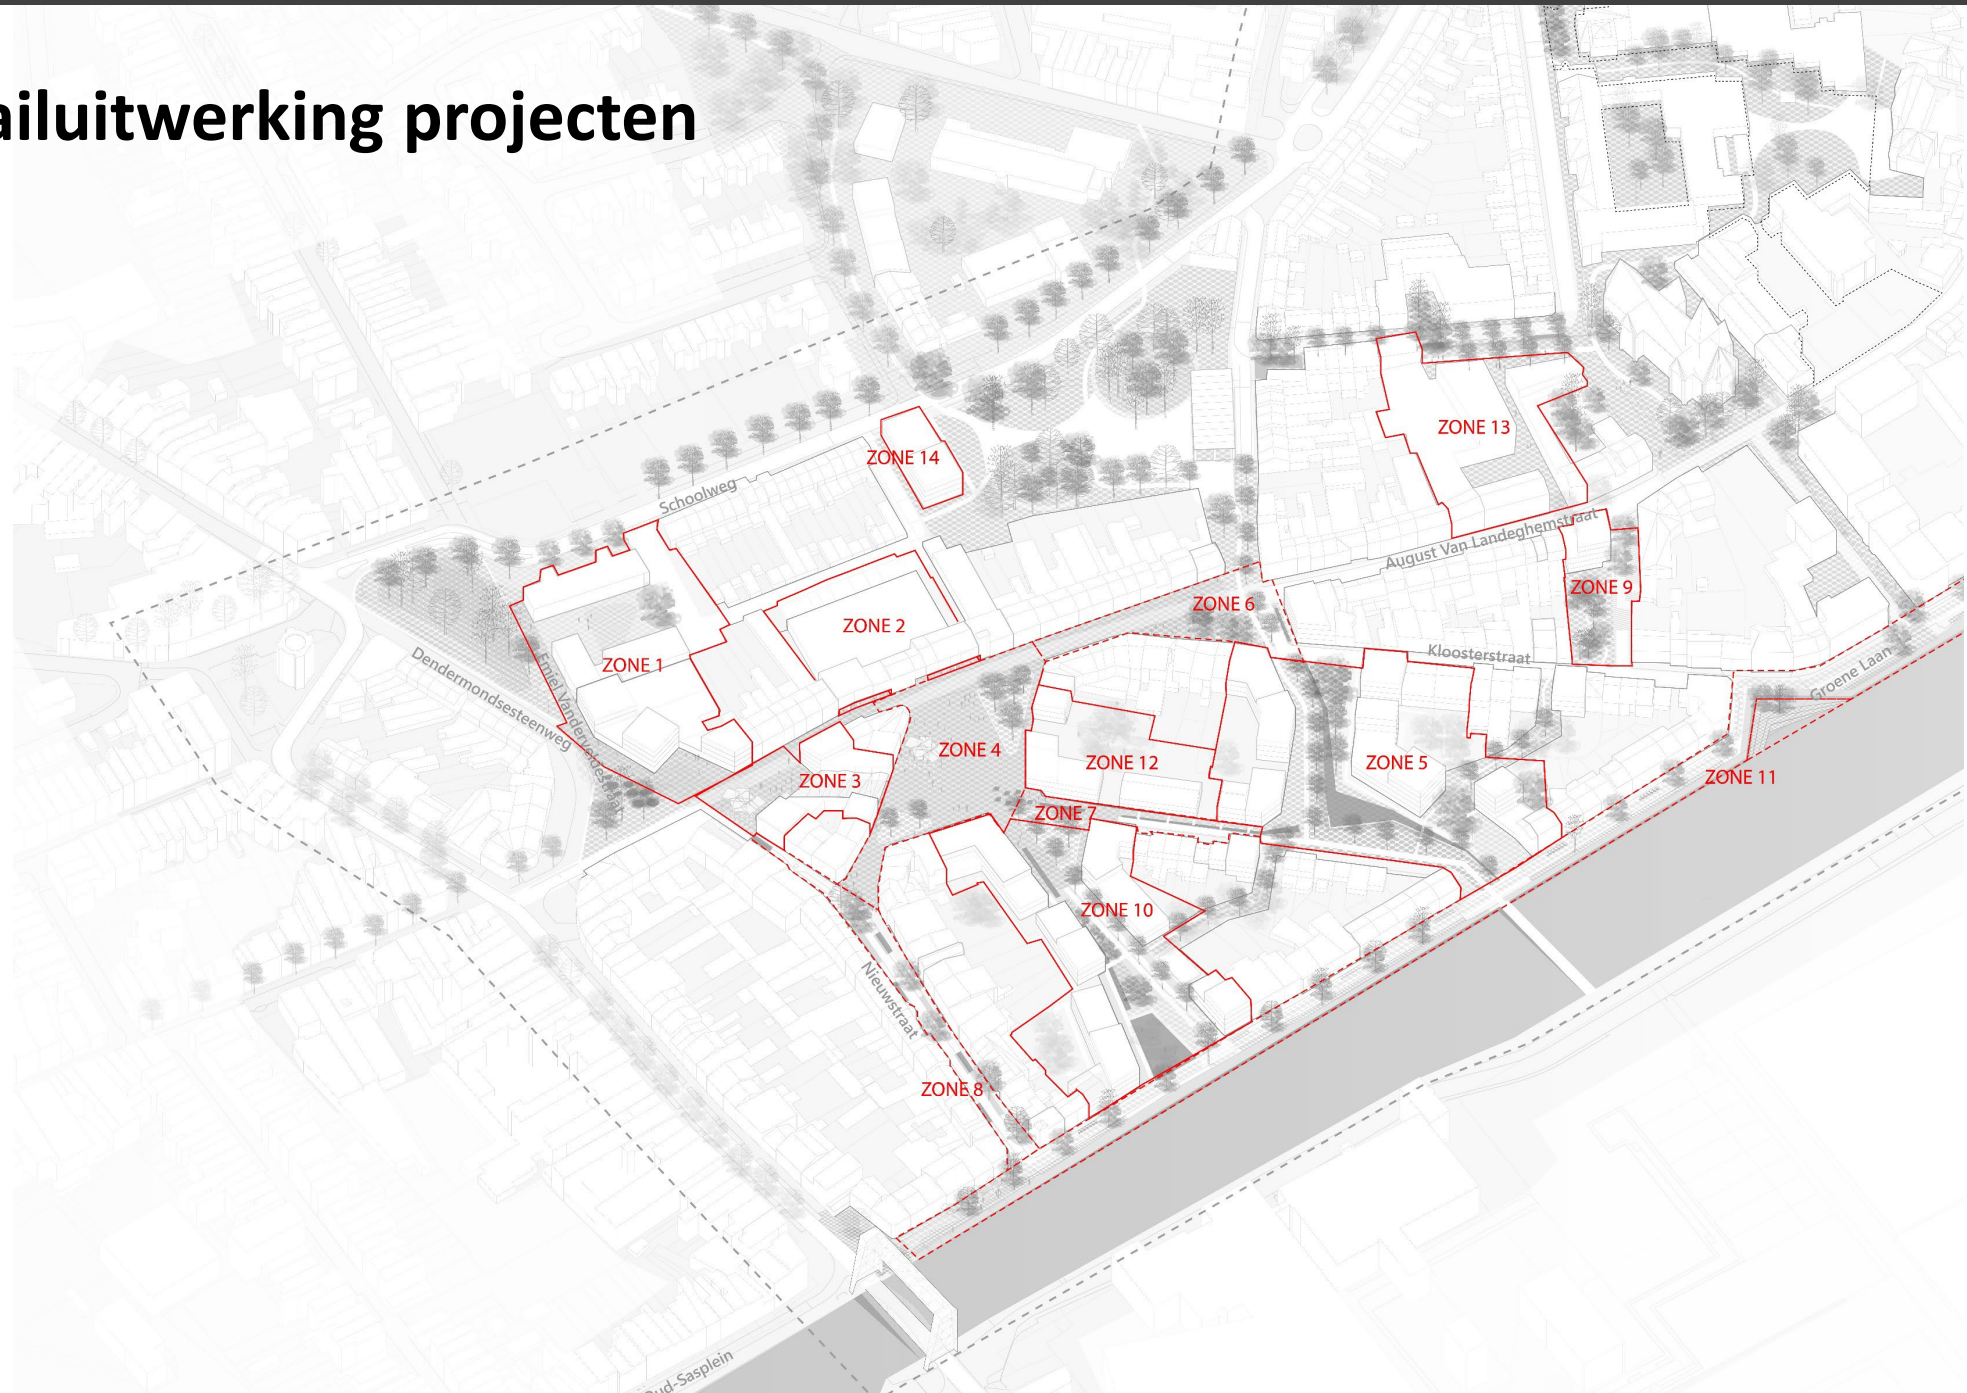 ailuitwerking projecten
ZONE 13
ZONE 14
Schoolweg
August Van Landeghemstraat
ZONE 9
ZONE 6
ZONE 2
Kloosterstraat
ZONE 1
Groene Laan
Dendermondsesteenweg
Emiel Vanderveldestraat
ZONE 4
ZONE 12
ZONE 5
ZONE 3
ZONE 11
ZONE 7
ZONE 10
Nieuwstraat
ZONE 8
Oud-Sasplein